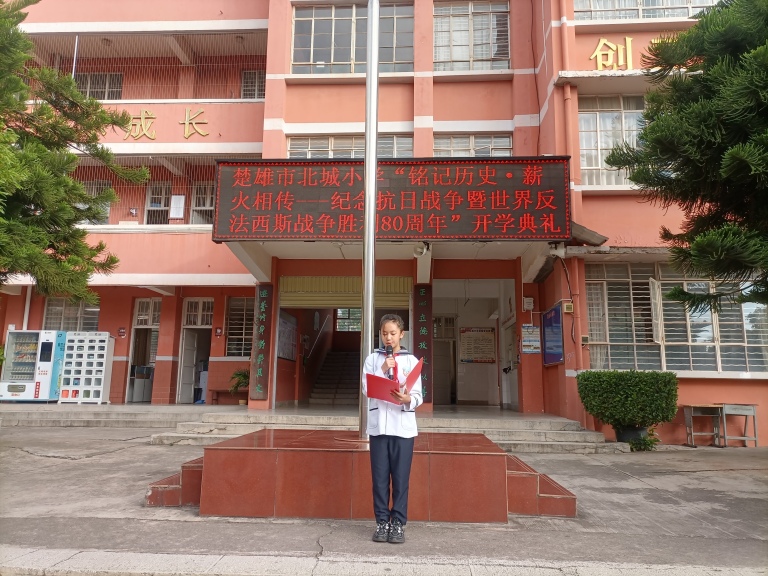 创
成长
楚雄市北城小学“铭记历史·薪
火相传——纪念抗日战争暨世界反
法西斯战争胜利80周年”开学典礼